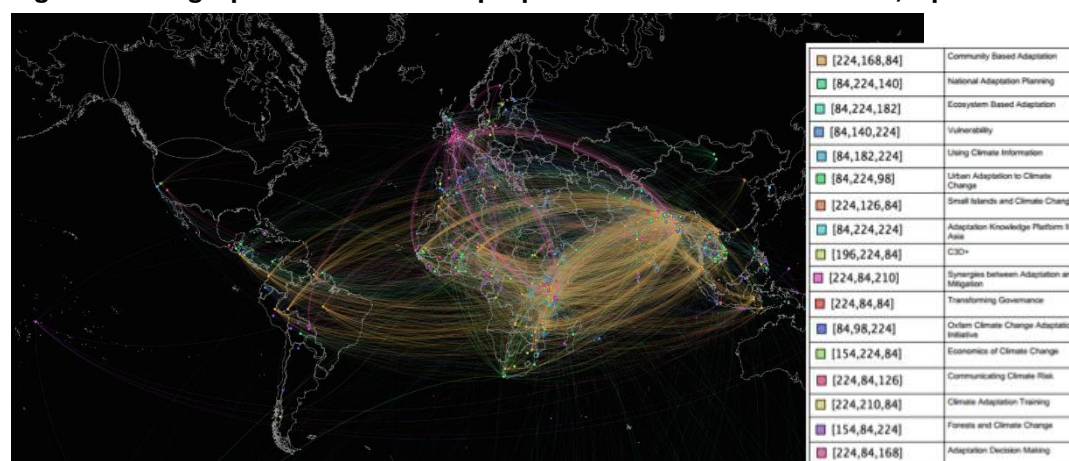 [224,168,84] Community Based Adaptation
[84,224,140] National Adaptation Planning
[84,224,182] Ecosystem Based Adaptation
[84,140,224] Vulnerability
[84,182,224] Using Climate Information
[84,224,98] Urban Adaptation to Climate
Change
[224,126,84] Small Islands and Climate Chang
[84,224,224] Adaptation Knowledge Platform
Asia
[196,224,84] C3D+
[224,84,210] Synergies between Adaptation an
Mitigation
[224,84,84] Transforming Governance
[84,98,224] Oxfam Climate Change Adaptatio
Initiative
[154,224,84] Economics of Climate Change
[224,84,126] Communicating Climate Risk
[224,210,84] Climate Adaptation Training
[154,84,224] Forests and Climate Change
[224,84,168] Adaptation Decision Making